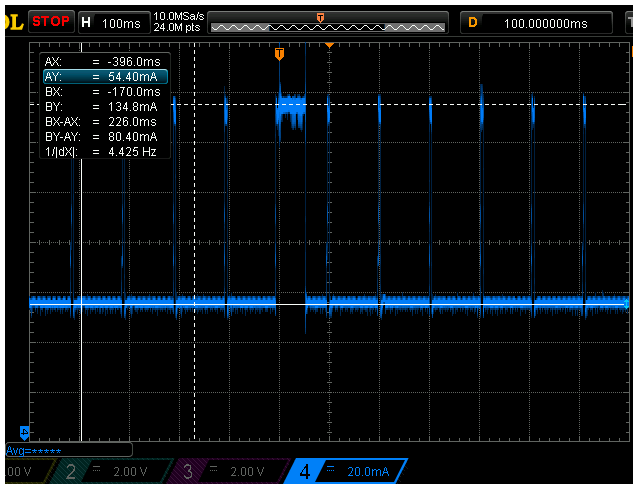 OL STOP H 100ms 10.0MSa/s 24.0M pts T D 100.000000ms T
T
AX: = -396.0ms
AY: = 54.40mA
BX: = -170.0ms
BY: = 134.8mA
BX-AX: = 226.0ms
BY-AY: = 80.40mA
1/|dX|: = 4.425 Hz
Avg=*****
.00 V 2 = 2.00 V 3 = 2.00 V 4 = 20.0mA